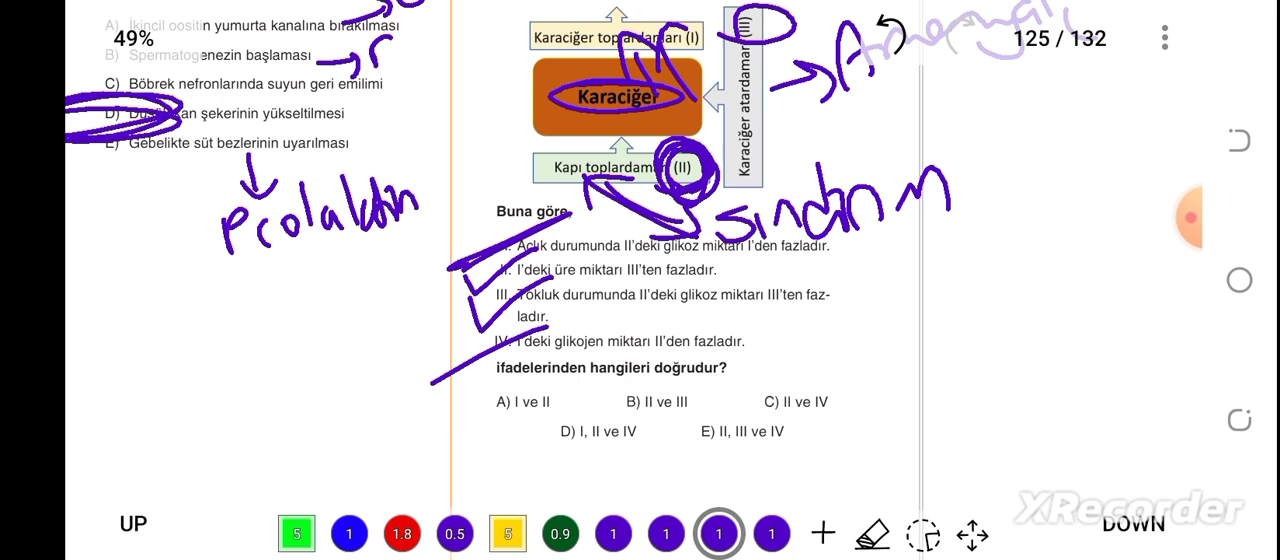 A) İkincil oositin yumurta kanalına bırakılması
49%
B) Spermatogenezin başlaması
C) Böbrek nefronlarında suyun geri emilimi
D) Düşük kan şekerinin yükseltilmesi
E) Gebelikte süt bezlerinin uyarılması
Prolaktin
Karaciğer toplardamarı (I)
Karaciğer
Karaciğer atardamarı (III)
Kapı toplardamarı (II)
125 / 132
sindirim
Buna göre,
I. Açlık durumunda II'deki glikoz miktarı I'den fazladır.
II. I'deki üre miktarı III'ten fazladır.
III. Tokluk durumunda II'deki glikoz miktarı III'ten faz-
ladır.
IV. I'deki glikojen miktarı II'den fazladır.
ifadelerinden hangileri doğrudur?
A) I ve II B) II ve III C) II ve IV
D) I, II ve IV E) II, III ve IV
XRecorder
UP 5 1 1.8 0.5 5 0.9 1 1 1 1 DOWN